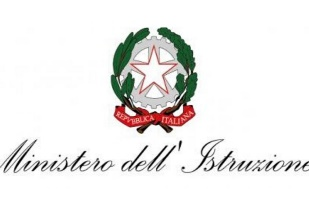 REPVBBLICA ITALIANA
Ministero dell' Istruzione